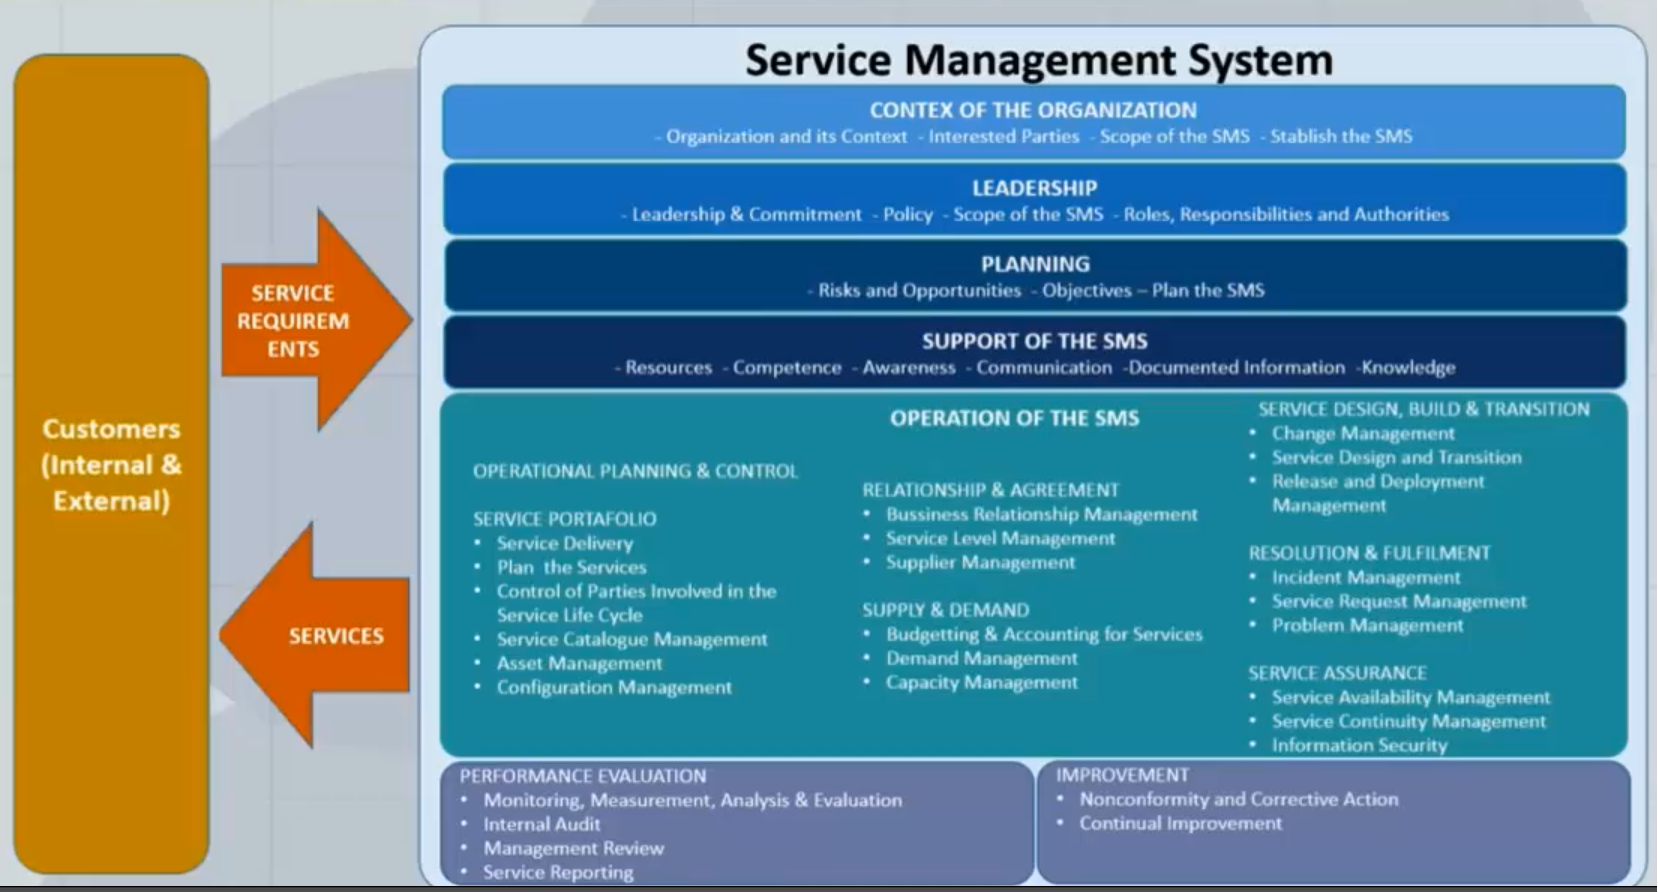 Service Management System
CONTEX OF THE ORGANIZATION
- Organization and its Context - Interested Parties - Scope of the SMS - Stablish the SMS
LEADERSHIP
- Leadership & Commitment - Policy - Scope of the SMS - Roles, Responsibilities and Authorities
PLANNING
- Risks and Opportunities - Objectives – Plan the SMS
SUPPORT OF THE SMS
- Resources - Competence - Awareness - Communication -Documented Information -Knowledge
Customers
(Internal &
External)
SERVICE
REQUIREM
ENTS
SERVICES
OPERATION OF THE SMS
OPERATIONAL PLANNING & CONTROL
SERVICE PORTAFOLIO
• Service Delivery
• Plan the Services
• Control of Parties Involved in the
Service Life Cycle
• Service Catalogue Management
• Asset Management
• Configuration Management
RELATIONSHIP & AGREEMENT
• Bussiness Relationship Management
• Service Level Management
• Supplier Management
SUPPLY & DEMAND
• Budgetting & Accounting for Services
• Demand Management
• Capacity Management
SERVICE DESIGN, BUILD & TRANSITION
• Change Management
• Service Design and Transition
• Release and Deployment
Management
RESOLUTION & FULFILMENT
• Incident Management
• Service Request Management
• Problem Management
SERVICE ASSURANCE
• Service Availability Management
• Service Continuity Management
• Information Security
PERFORMANCE EVALUATION
• Monitoring, Measurement, Analysis & Evaluation
• Internal Audit
• Management Review
• Service Reporting
IMPROVEMENT
• Nonconformity and Corrective Action
• Continual Improvement